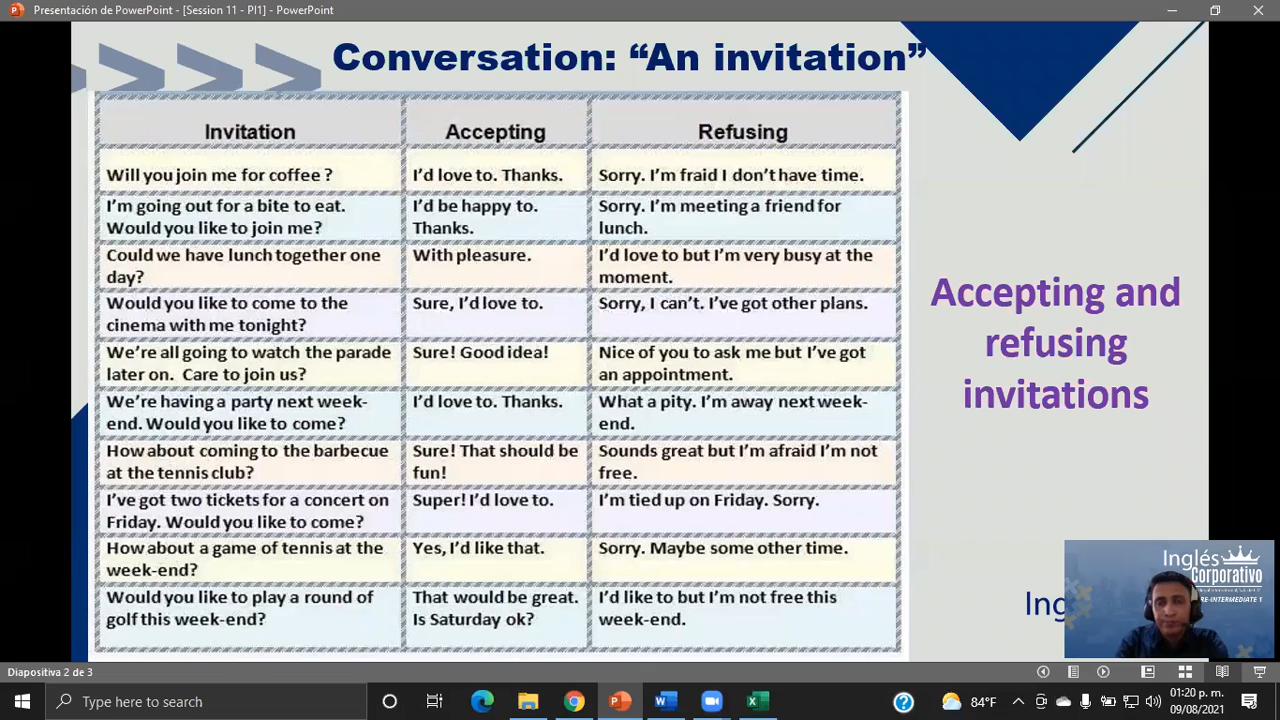 Presentación de PowerPoint - [Session 11 - PI1] - PowerPoint
Conversation: “An invitation”
Invitation
Accepting
Refusing
Will you join me for coffee ?
I’d love to. Thanks.
Sorry. I’m fraid I don’t have time.
I’m going out for a bite to eat.
Would you like to join me?
I’d be happy to.
Thanks.
Sorry. I’m meeting a friend for
lunch.
Could we have lunch together one
day?
With pleasure.
I’d love to but I’m very busy at the
moment.
Would you like to come to the
cinema with me tonight?
Sure, I’d love to.
Sorry, I can’t. I’ve got other plans.
We’re all going to watch the parade
later on. Care to join us?
Sure! Good idea!
Nice of you to ask me but I’ve got
an appointment.
We’re having a party next week-
end. Would you like to come?
I’d love to. Thanks.
What a pity. I’m away next week-
end.
How about coming to the barbecue
at the tennis club?
Sure! That should be
fun!
Sounds great but I’m afraid I’m not
free.
I’ve got two tickets for a concert on
Friday. Would you like to come?
Super! I’d love to.
I’m tied up on Friday. Sorry.
How about a game of tennis at the
week-end?
Yes, I’d like that.
Sorry. Maybe some other time.
Would you like to play a round of
golf this week-end?
That would be great.
Is Saturday ok?
I’d like to but I’m not free this
week-end.
Accepting and
refusing
invitations
Inglés
Corporativo
RE-INTERMEDIATE 1
Ing
Diapositiva 2 de 3
Type here to search
84°F
01:20 p. m.
09/08/2021